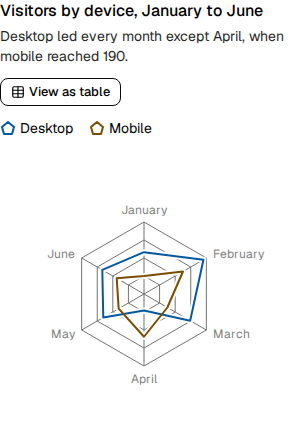 Visitors by device, January to June
Desktop led every month except April, when
mobile reached 190.
View as table
Desktop Mobile
January
June February
May March
April